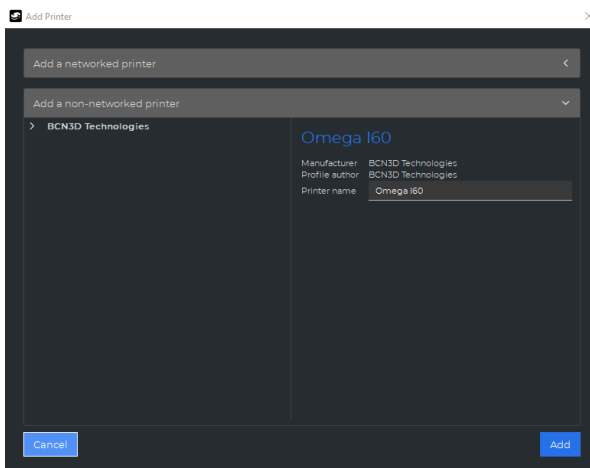 Add Printer
Add a networked printer
Add a non-networked printer
BCN3D Technologies
Omega I60
Manufacturer BCN3D Technologies
Profile author BCN3D Technologies
Printer name Omega I60
Cancel
Add